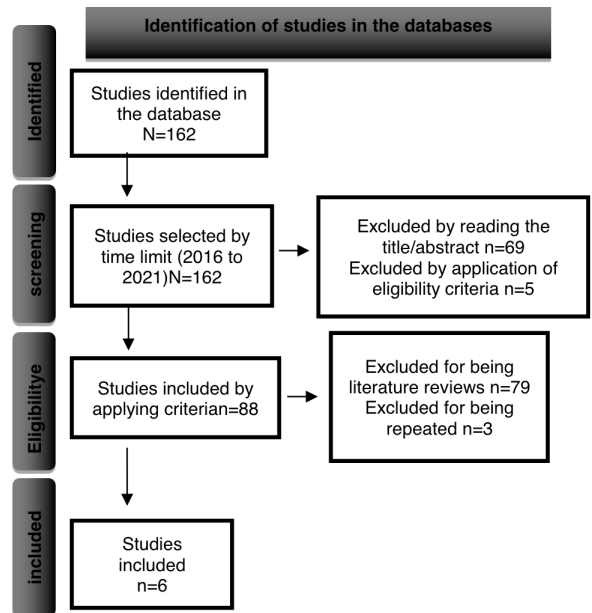 Identification of studies in the databases
Identified
Studies identified in
the database
N=162
screening
Studies selected by
time limit (2016 to
2021)N=162
Excluded by reading the
title/abstract n=69
Excluded by application of
eligibility criteria n=5
Eligibilitye
Studies included by
applying criterian=88
Excluded for being
literature reviews n=79
Excluded for being
repeated n=3
included
Studies
included
n=6